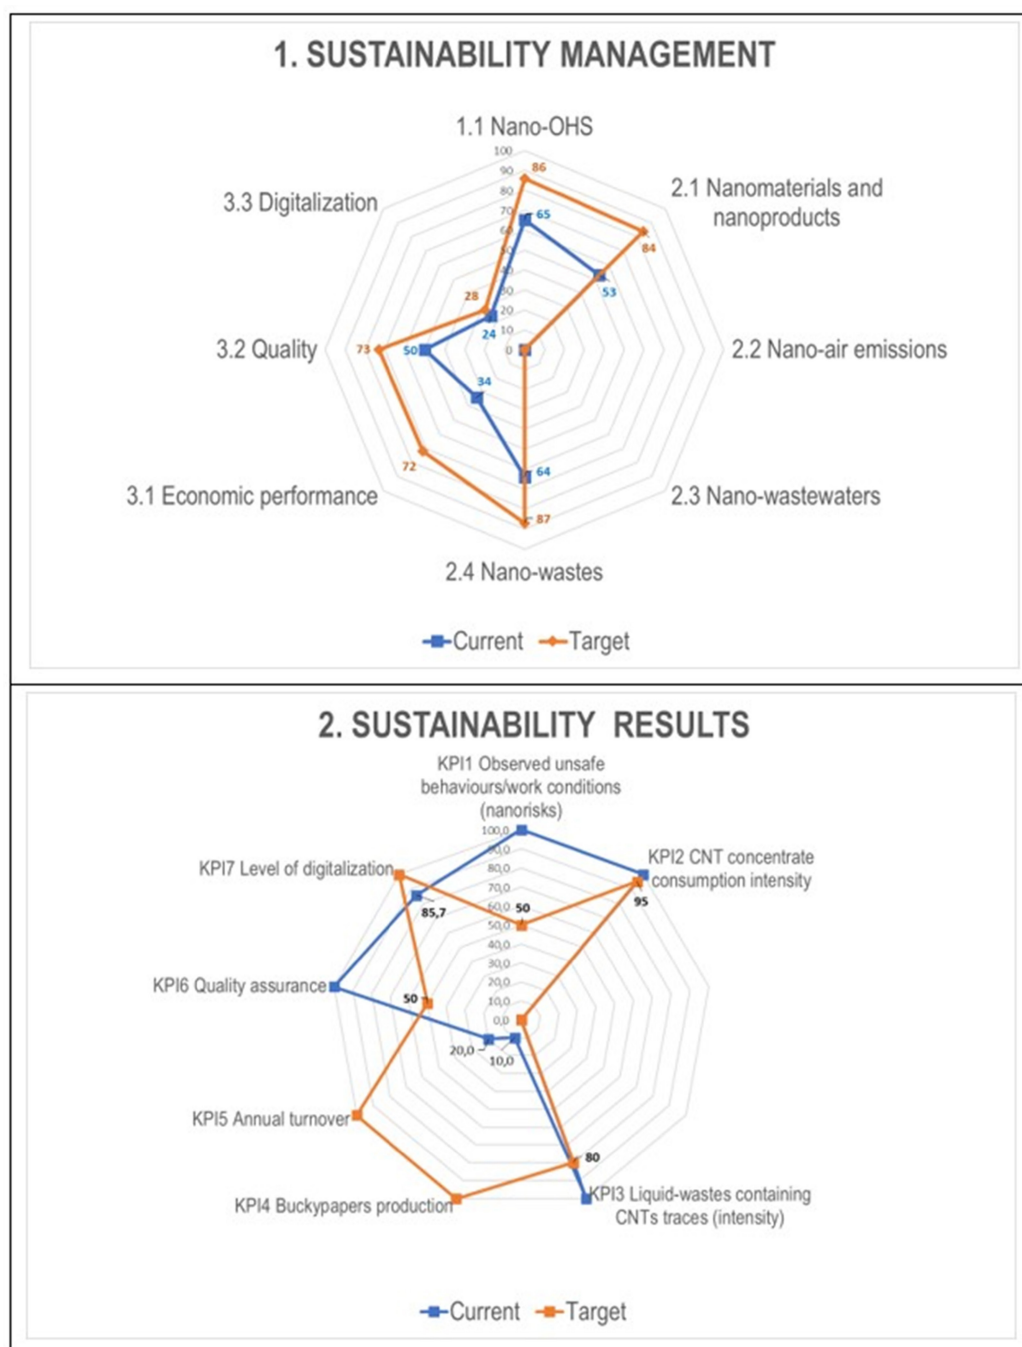 1. SUSTAINABILITY MANAGEMENT
1.1 Nano-OHS
100
90
80
70
60
50
40
30
20
10
0
86
65
84
53
64
87
34
72
50
73
24
28
2.1 Nanomaterials and
nanoproducts
2.2 Nano-air emissions
2.3 Nano-wastewaters
2.4 Nano-wastes
3.1 Economic performance
3.2 Quality
3.3 Digitalization
Current Target
2. SUSTAINABILITY RESULTS
KPI1 Observed unsafe
behaviours/work conditions
(nanorisks)
100,0
90,0
80,0
70,0
60,0
50,0
40,0
30,0
20,0
10,0
0,0
50
95
80
10,0
20,0
50
85,7
KPI2 CNT concentrate
consumption intensity
KPI3 Liquid-wastes containing
CNTs traces (intensity)
KPI4 Buckypapers production
KPI5 Annual turnover
KPI6 Quality assurance
KPI7 Level of digitalization
Current Target